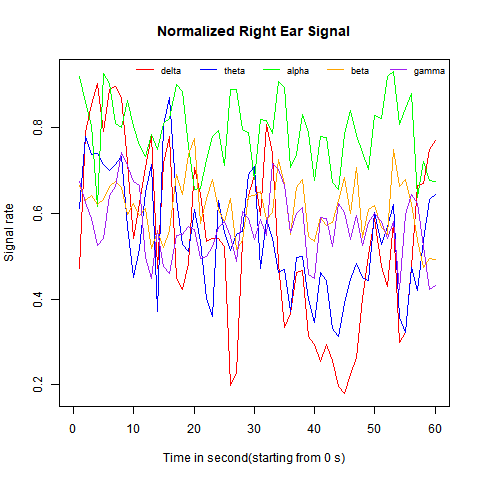 Normalized Right Ear Signal
delta theta alpha beta gamma
Signal rate
0.8
0.6
0.4
0.2
0 10 20 30 40 50 60
Time in second(starting from 0 s)